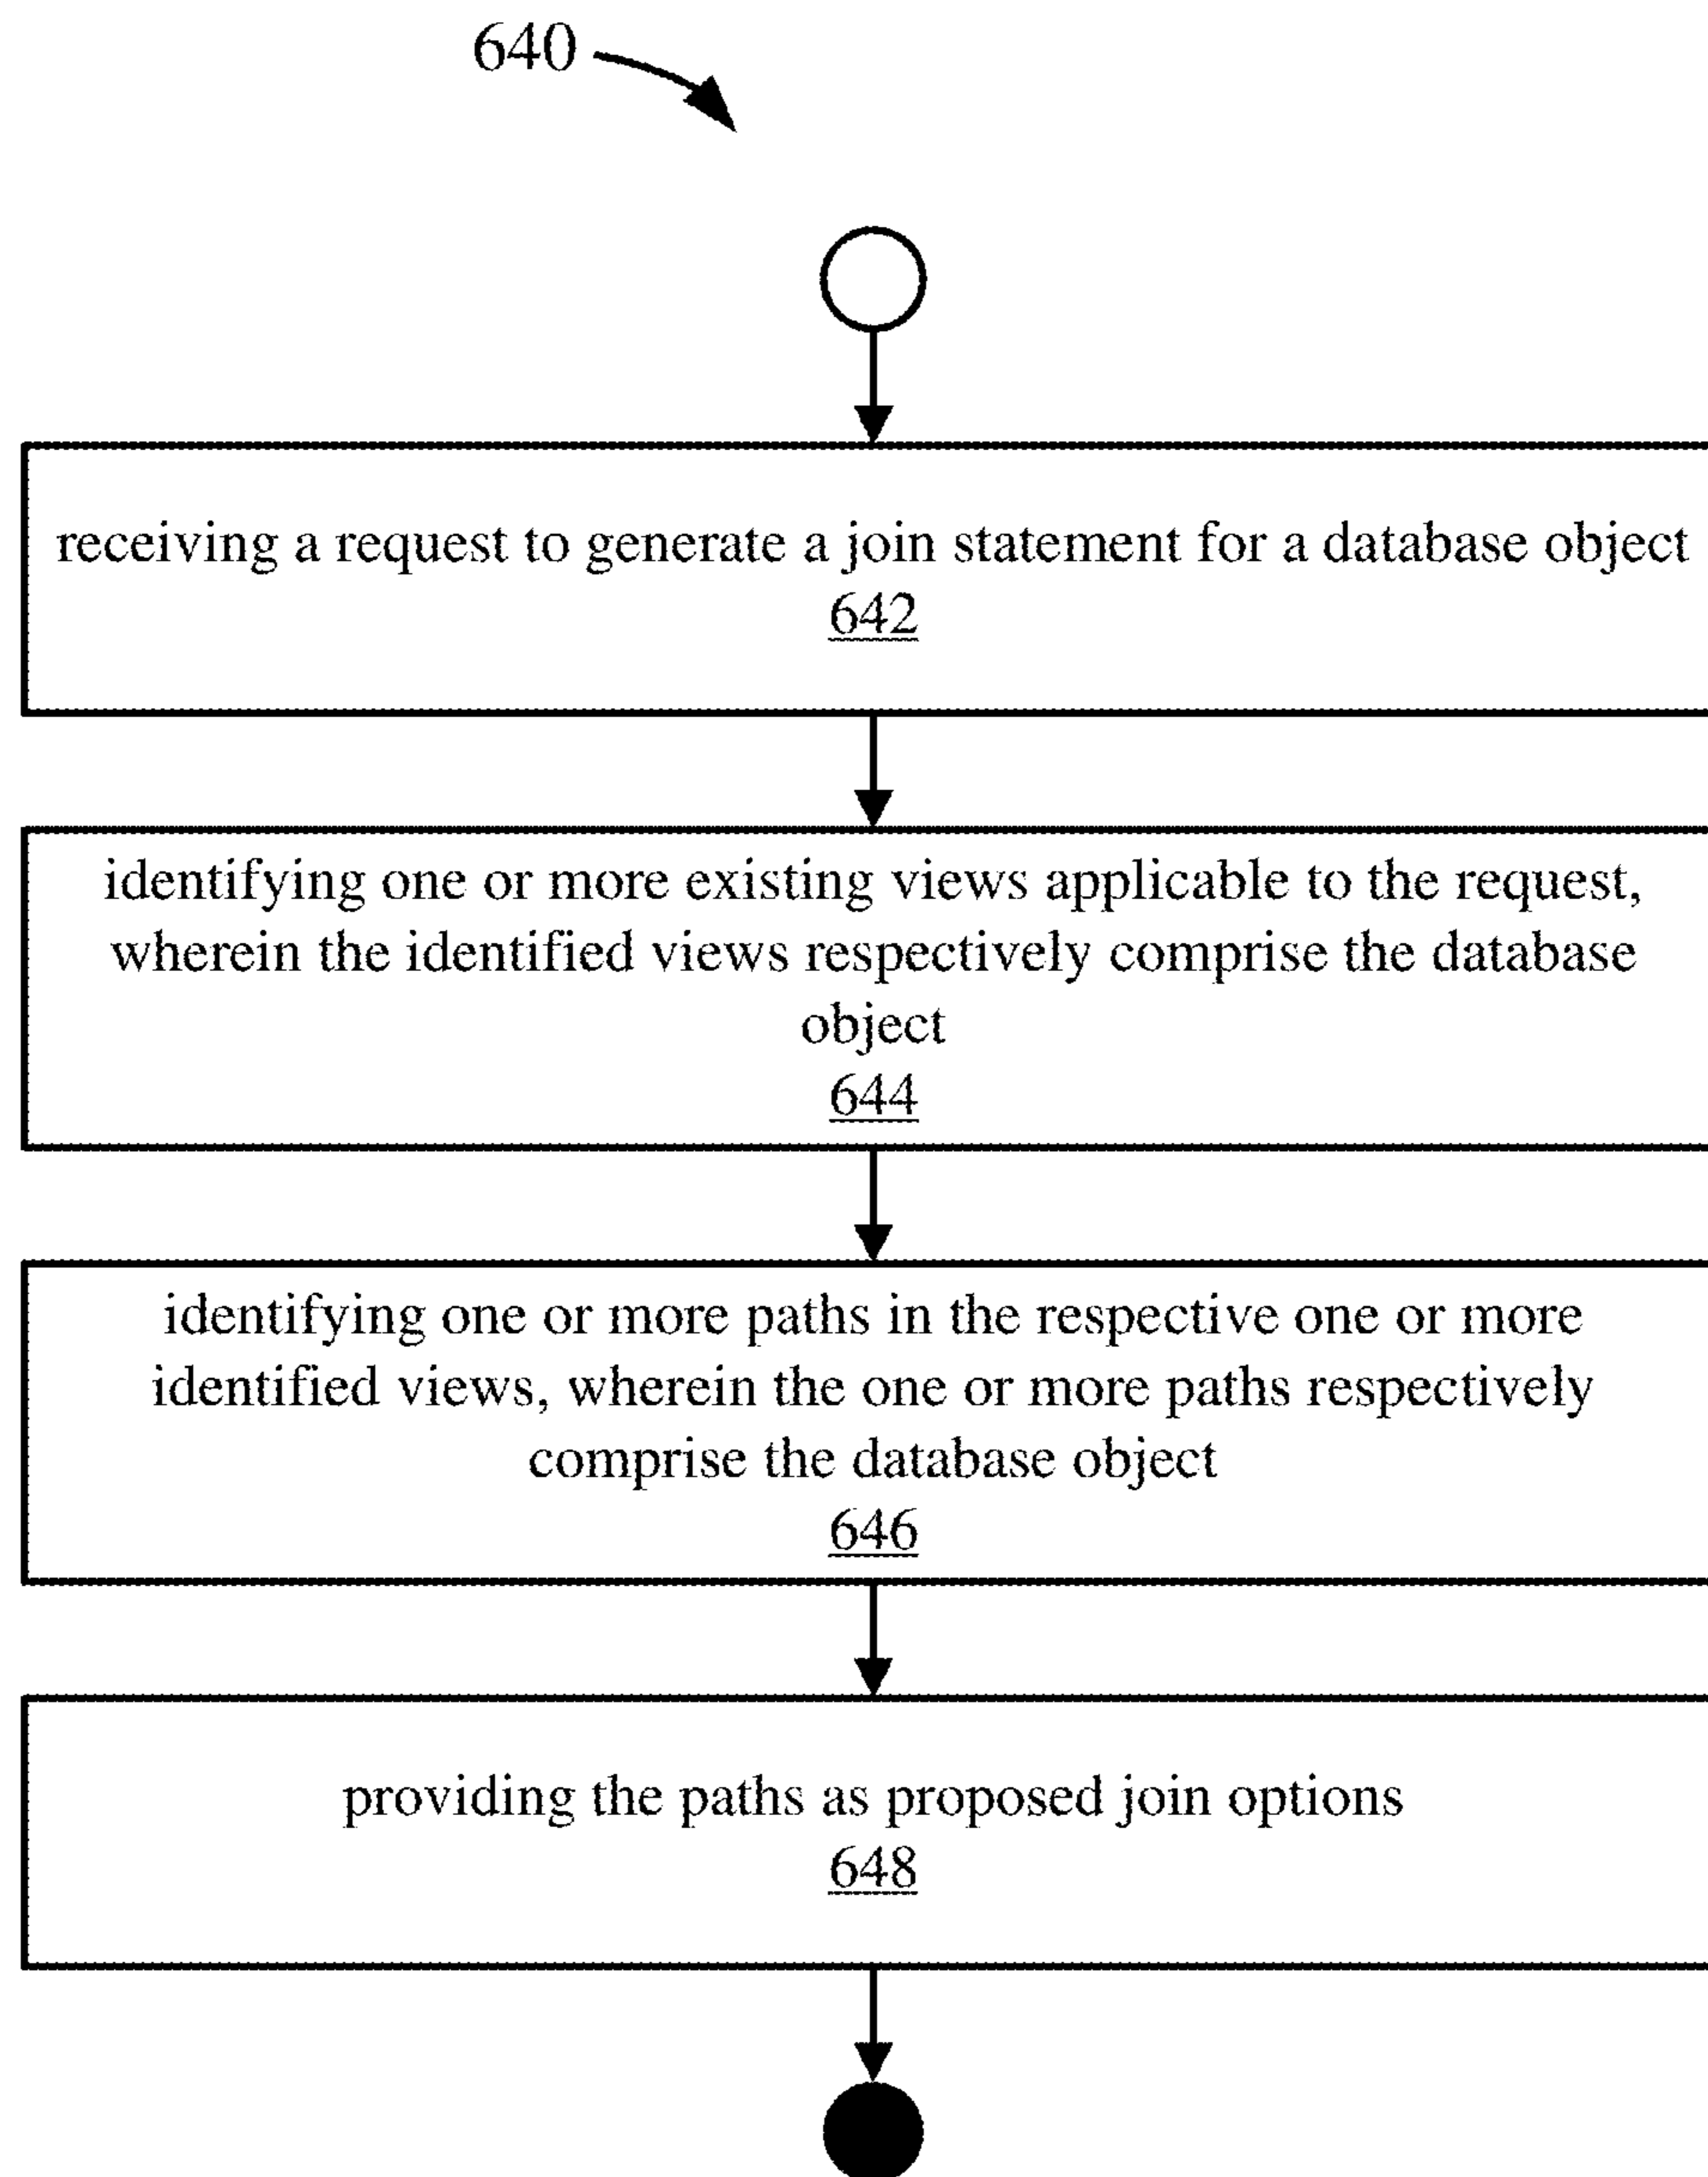 640
receiving a request to generate a join statement for a database object
642
identifying one or more existing views applicable to the request,
wherein the identified views respectively comprise the database
object
644
identifying one or more paths in the respective one or more
identified views, wherein the one or more paths respectively
comprise the database object
646
providing the paths as proposed join options
648